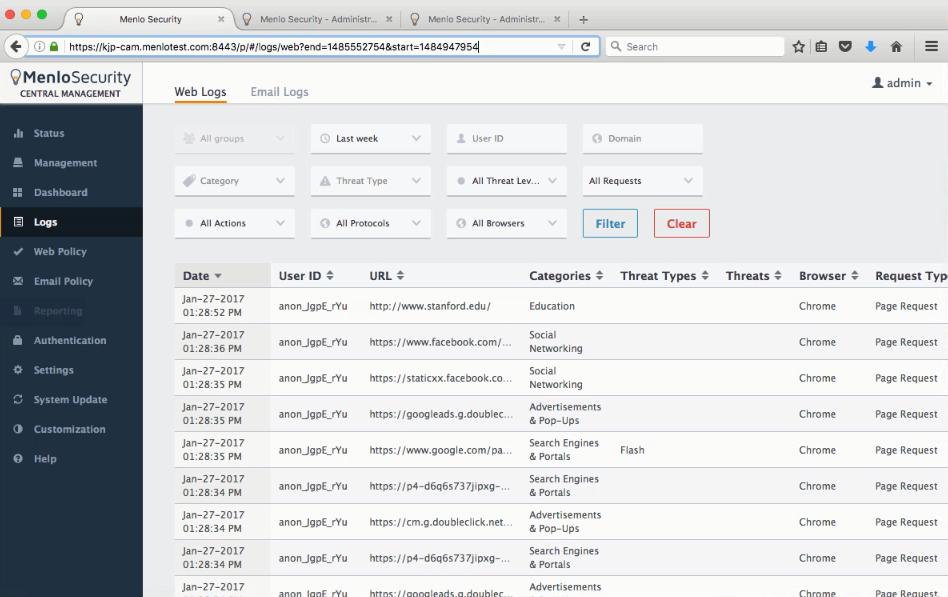 Menlo Security
Menlo Security - Administr...
Menlo Security - Administr...
https://kjp-cam.menlotest.com:8443/p/#/logs/web?end=1485552754&start=1484947954
Search
MenloSecurity
CENTRAL MANAGEMENT
Web Logs
Email Logs
admin
Status
Management
Dashboard
Logs
Web Policy
Email Policy
Reporting
Authentication
Settings
System Update
Customization
Help
All groups
Last week
User ID
Domain
Category
Threat Type
All Threat Lev...
All Requests
All Actions
All Protocols
All Browsers
Filter
Clear
Date User ID URL Categories Threat Types Threats Browser Request Typ
Jan-27-2017
01:28:52 PM
anon_JgpE_rYu http://www.stanford.edu/ Education Chrome Page Request
Jan-27-2017
01:28:36 PM
anon_JgpE_rYu https://www.facebook.com/...
Social
Networking
Chrome Page Request
Jan-27-2017
01:28:35 PM
anon_JgpE_rYu https://staticxx.facebook.co...
Social
Networking
Chrome Page Request
Jan-27-2017
01:28:35 PM
anon_JgpE_rYu https://googleads.g.doublec...
Advertisements
& Pop-Ups
Chrome Page Request
Jan-27-2017
01:28:35 PM
anon_JgpE_rYu https://www.google.com/pa...
Search Engines
& Portals
Flash Chrome Page Request
Jan-27-2017
01:28:34 PM
anon_JgpE_rYu https://p4-d6q6s737jipxg-...
Search Engines
& Portals
Chrome Page Request
Jan-27-2017
01:28:34 PM
anon_JgpE_rYu https://cm.g.doubleclick.net...
Advertisements
& Pop-Ups
Chrome Page Request
Jan-27-2017
01:28:34 PM
anon_JgpE_rYu https://p4-d6q6s737jipxg-...
Search Engines
& Portals
Chrome Page Request
Jan-27-2017
01:28:34 PM
anon_JgpE_rYu https://googleads.g.doublec...
Advertisements
Chrome Page Request